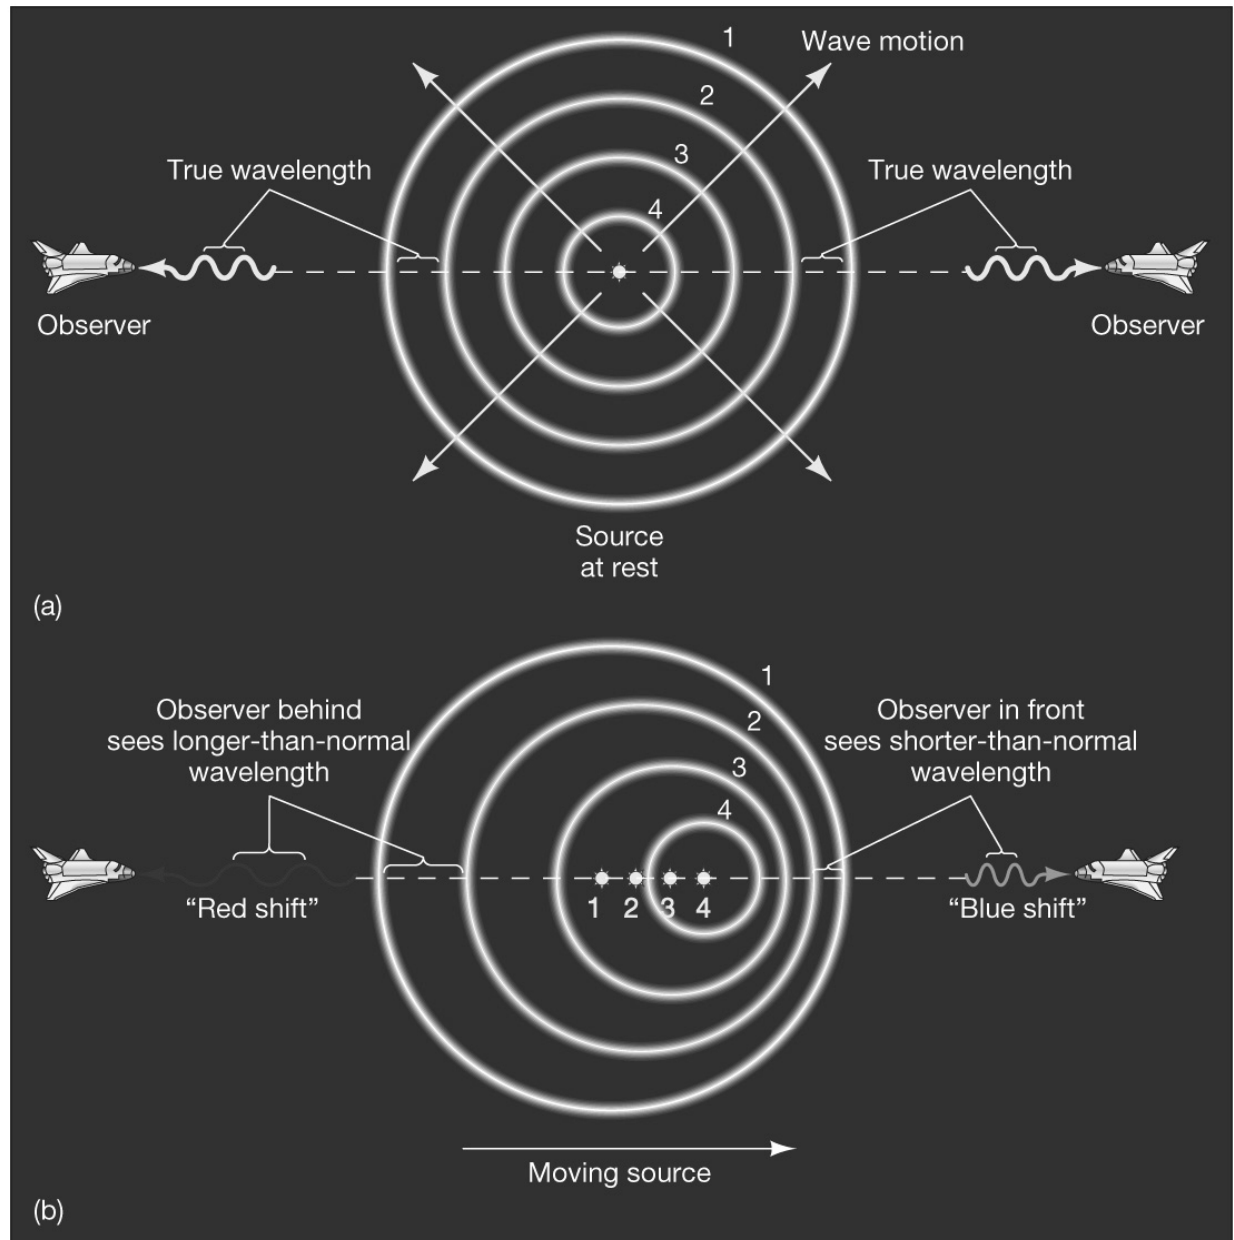 1
Wave motion
2
3
True wavelength
True wavelength
4
Observer
Observer
Source
at rest
(a)
1
Observer behind
sees longer-than-normal
wavelength
2
Observer in front
sees shorter-than-normal
wavelength
3
4
1 2 3 4
“Red shift”
“Blue shift”
Moving source
(b)